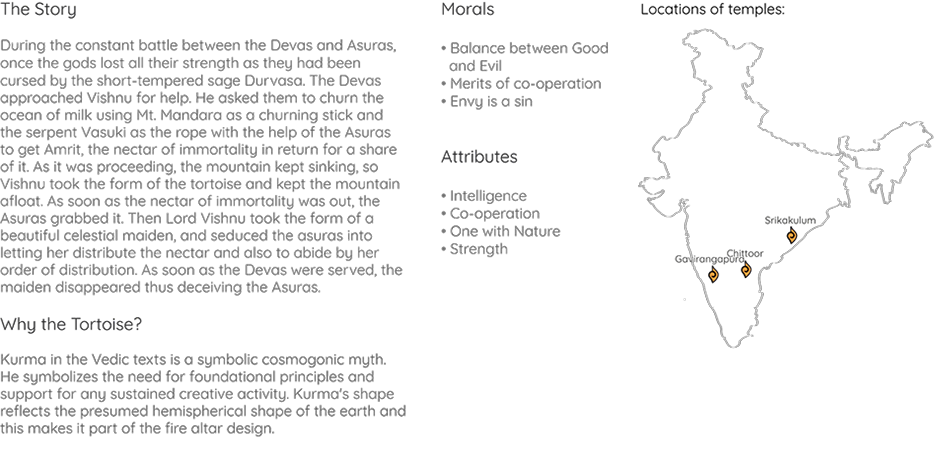 The Story
During the constant battle between the Devas and Asuras,
once the gods lost all their strength as they had been
cursed by the short-tempered sage Durvasa. The Devas
approached Vishnu for help. He asked them to churn the
ocean of milk using Mt. Mandara as a churning stick and
the serpent Vasuki as the rope with the help of the Asuras
to get Amrit, the nectar of immortality in return for a share
of it. As it was proceeding, the mountain kept sinking, so
Vishnu took the form of the tortoise and kept the mountain
afloat. As soon as the nectar of immortality was out, the
Asuras grabbed it. Then Lord Vishnu took the form of a
beautiful celestial maiden, and seduced the asuras into
letting her distribute the nectar and also to abide by her
order of distribution. As soon as the Devas were served, the
maiden disappeared thus deceiving the Asuras.
Why the Tortoise?
Kurma in the Vedic texts is a symbolic cosmogonic myth.
He symbolizes the need for foundational principles and
support for any sustained creative activity. Kurma's shape
reflects the presumed hemispherical shape of the earth and
this makes it part of the fire altar design.
Morals
• Balance between Good
and Evil
• Merits of co-operation
• Envy is a sin
Attributes
• Intelligence
• Co-operation
• One with Nature
• Strength
Locations of temples:
Srikakulum
Chittoor
Gavirangapura